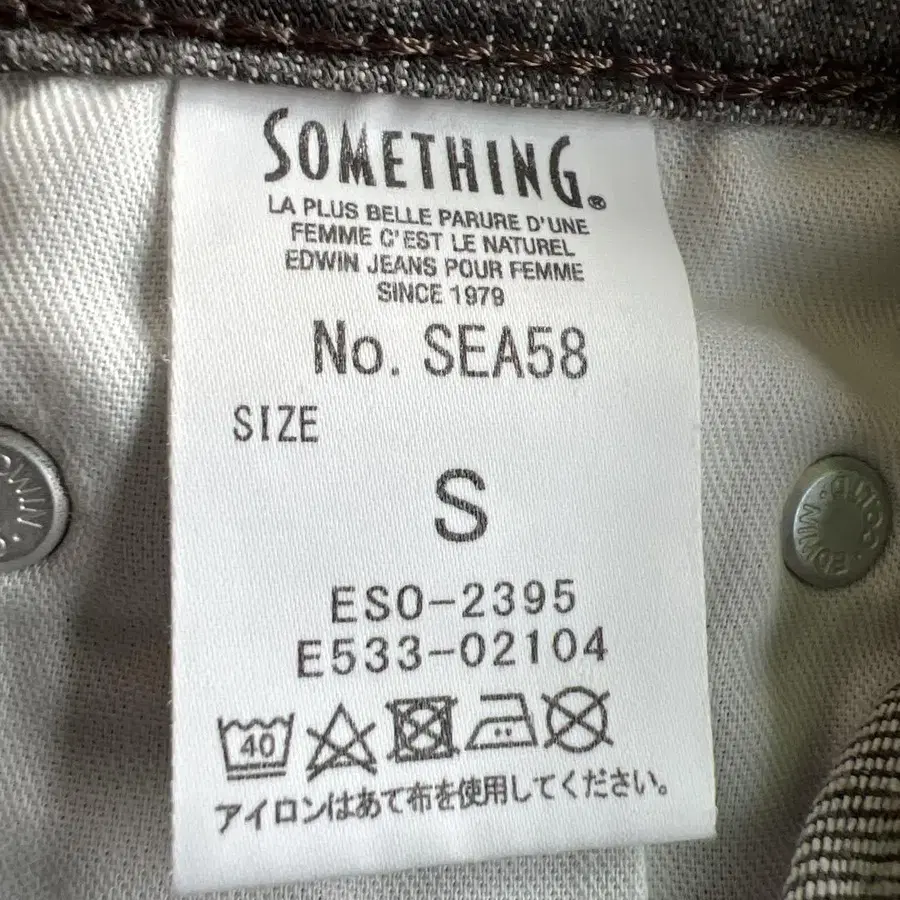 SOMETHING®
LA PLUS BELLE PARURE D'UNE
FEMME C'EST LE NATUREL
EDWIN JEANS POUR FEMME
SINCE 1979
No. SEA58
SIZE
S
ESO-2395
E533-02104
40
アイロンはあて布を使用してください。
EDWIN